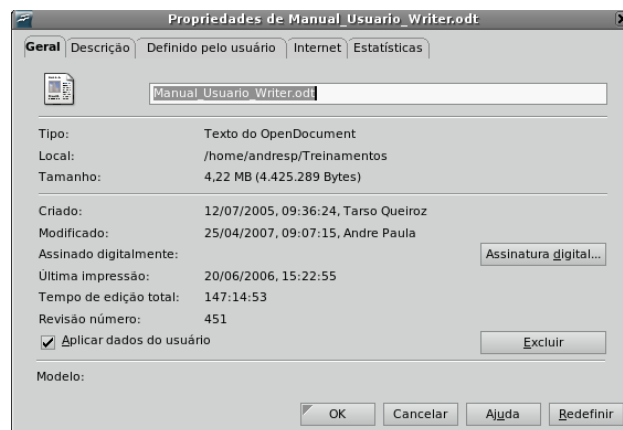 Propriedades de Manual_Usuario_Writer.odt
Geral Descrição Definido pelo usuário Internet Estatísticas
Manual_Usuario_Writer.odt
Tipo: Texto do OpenDocument
Local: /home/andresp/Treinamentos
Tamanho: 4,22 MB (4.425.289 Bytes)
Criado: 12/07/2005, 09:36:24, Tarso Queiroz
Modificado: 25/04/2007, 09:07:15, Andre Paula
Assinado digitalmente: Assinatura digital...
Última impressão: 20/06/2006, 15:22:55
Tempo de edição total: 147:14:53
Revisão número: 451
Aplicar dados do usuário Excluir
Modelo:
OK Cancelar Ajuda Redefinir